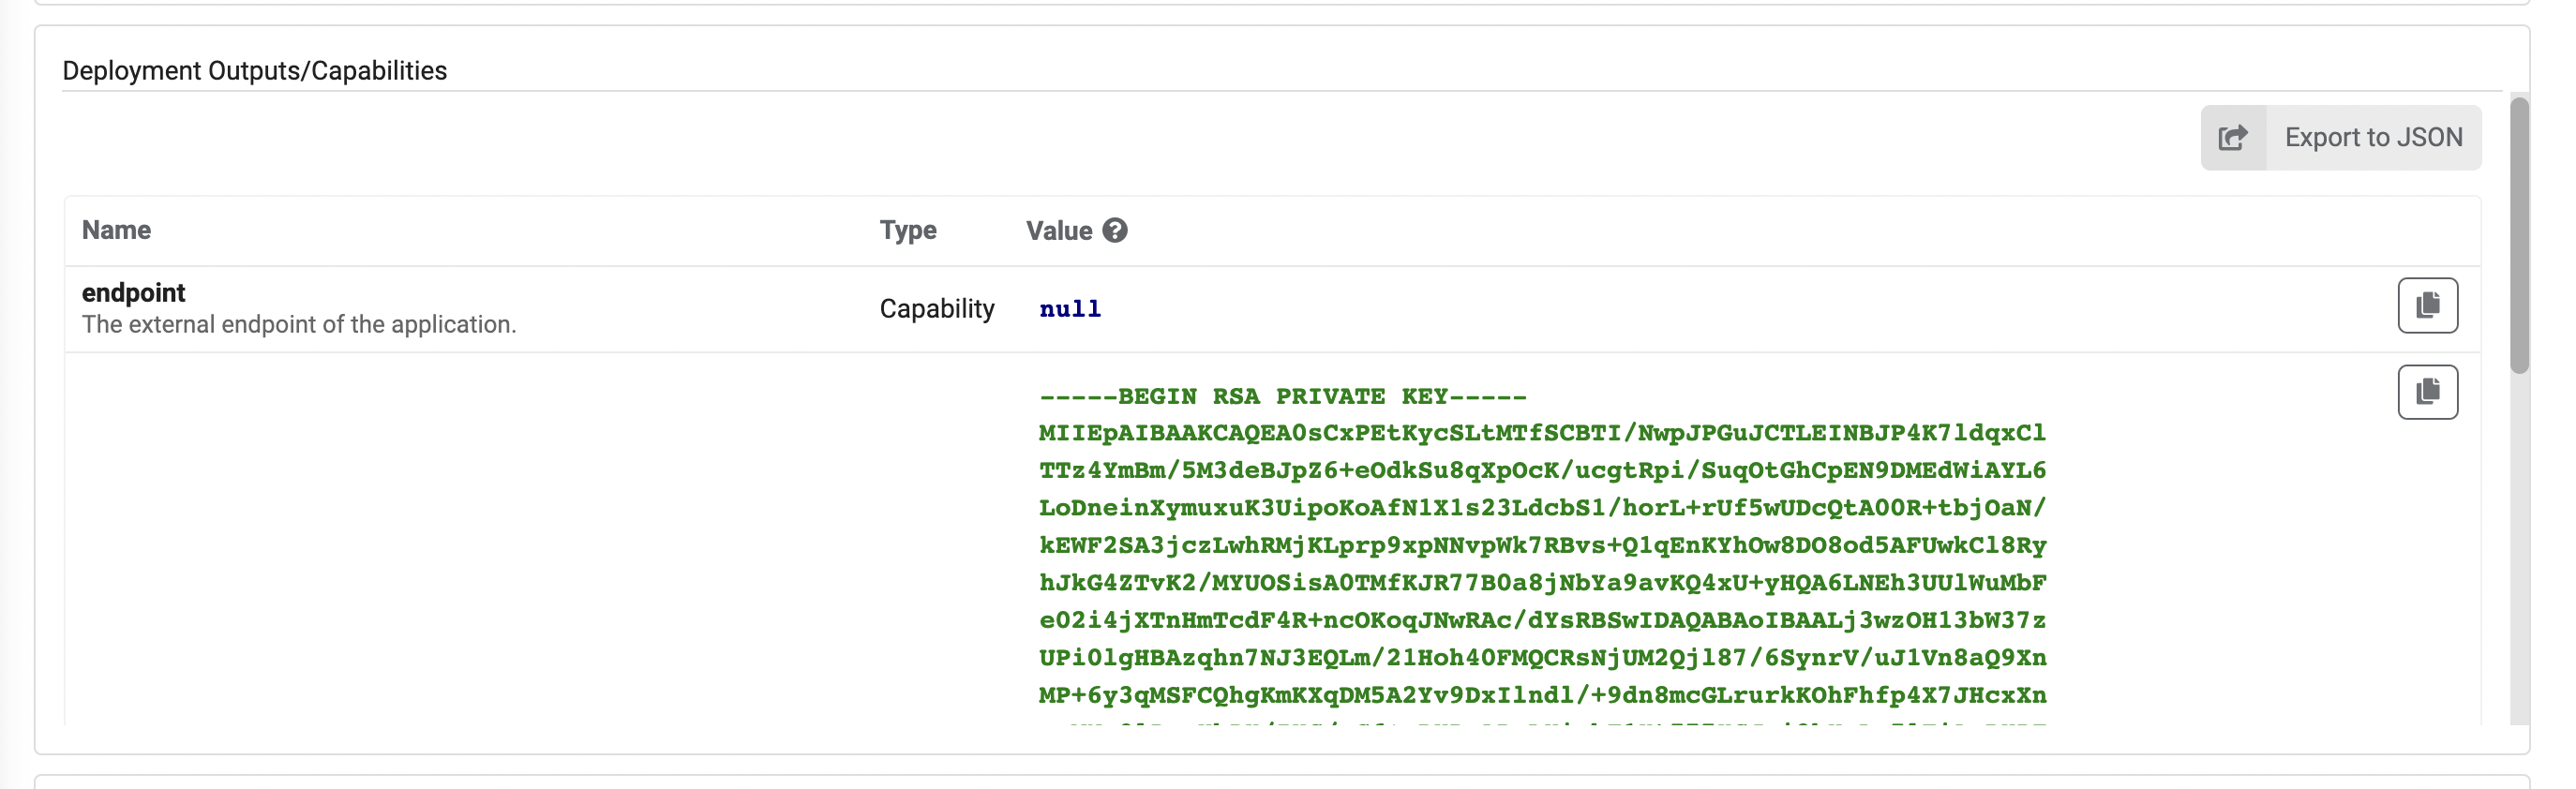 Deployment Outputs/Capabilities
Export to JSON
Name Type Value
endpoint
The external endpoint of the application.
Capability null
-----BEGIN RSA PRIVATE KEY-----
MIIEpAIBAAKCAQEA0sCxPEtKycSLtMTfSCBTI/NwpJPGuJCTLEINBJP4K7ldqxCl
TTz4YmBm/5M3deBJpZ6+eOdkSu8qXpOcK/ucgtRpi/SuqOtGhCpEN9DMEdWiAYL6
LoDneinXymuxuK3UipoKoAfN1X1s23LdcbS1/horL+rUf5wUDcQtA00R+tbjOaN/
kEWF2SA3jczLwhRMjKLprp9xpNNvpWk7RBvs+Q1qEnKYhOw8DO8od5AFUwkCl8Ry
hJkG4ZTvK2/MYUOSisA0TMfKJR77B0a8jNbYa9avKQ4xU+yHQA6LNEh3UUlWuMbF
e02i4jXTnHmTcdF4R+ncOKoqJNwRAc/dYsRBSwIDAQABAoIBAALj3wzOH13bW37z
UPi0lgHBAzqhn7NJ3EQLm/21Hoh40FMQCRsNjUM2Qjl87/6SynrV/uJ1Vn8aQ9Xn
MP+6y3qMSFCQhgKmKXqDM5A2Yv9DxIlndl/+9dn8mcGLrurkKOhFhfp4X7JHcxXn